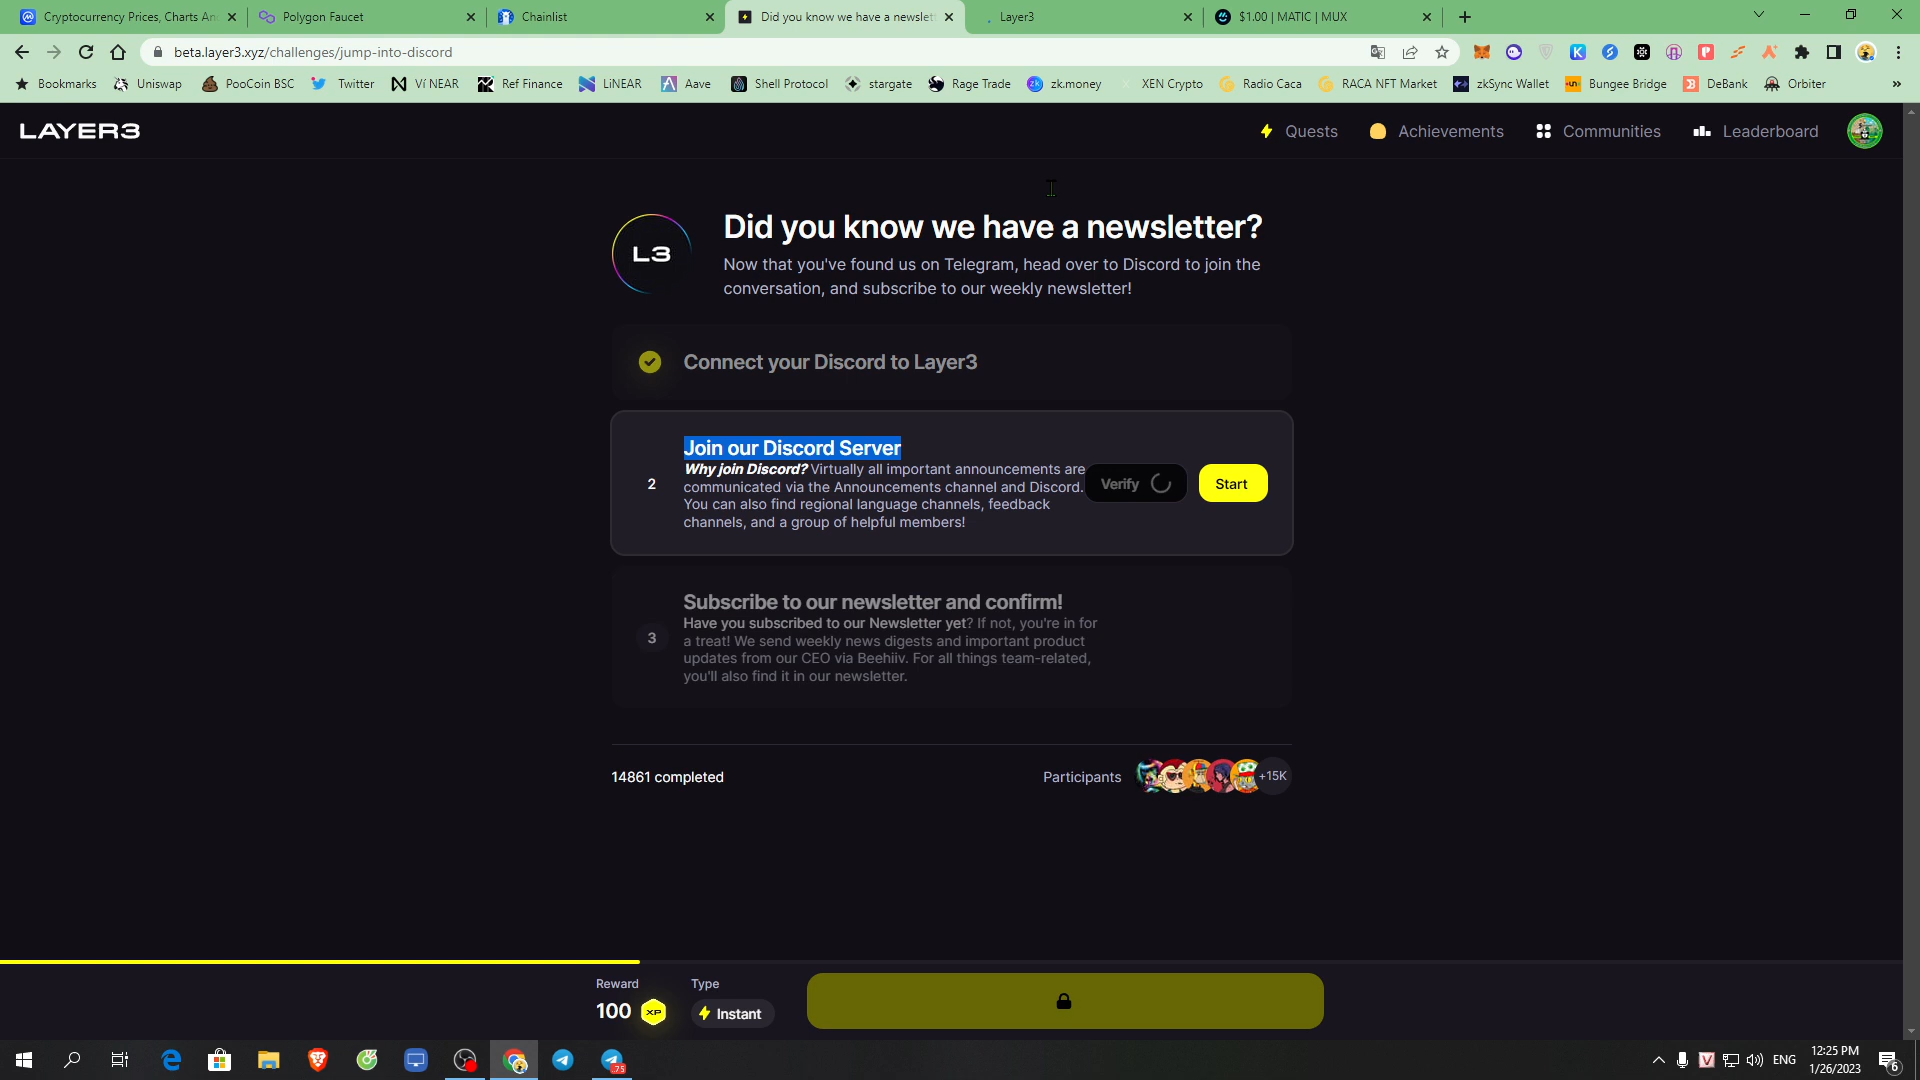 Cryptocurrency Prices, Charts An
Polygon Faucet
Chainlist
Did you know we have a newslett
Layer3
$1.00 | MATIC | MUX
beta.layer3.xyz/challenges/jump-into-discord
Bookmarks
Uniswap
PooCoin BSC
Twitter
Ví NEAR
Ref Finance
LiNEAR
Aave
Shell Protocol
stargate
Rage Trade
zk.money
XEN Crypto
Radio Caca
RACA NFT Market
zkSync Wallet
Bungee Bridge
DeBank
Orbiter
»
LAYER3
Quests
Achievements
Communities
Leaderboard
L3
Did you know we have a newsletter?
Now that you've found us on Telegram, head over to Discord to join the
conversation, and subscribe to our weekly newsletter!
Connect your Discord to Layer3
2
Join our Discord Server
Why join Discord? Virtually all important announcements are
communicated via the Announcements channel and Discord.
You can also find regional language channels, feedback
channels, and a group of helpful members!
Verify
Start
3
Subscribe to our newsletter and confirm!
Have you subscribed to our Newsletter yet? If not, you're in for
a treat! We send weekly news digests and important product
updates from our CEO via Beehiiv. For all things team-related,
you'll also find it in our newsletter.
14861 completed
Participants
+15K
Reward
100 XP
Type
Instant
.75
ENG
12:25 PM
1/26/2023
6